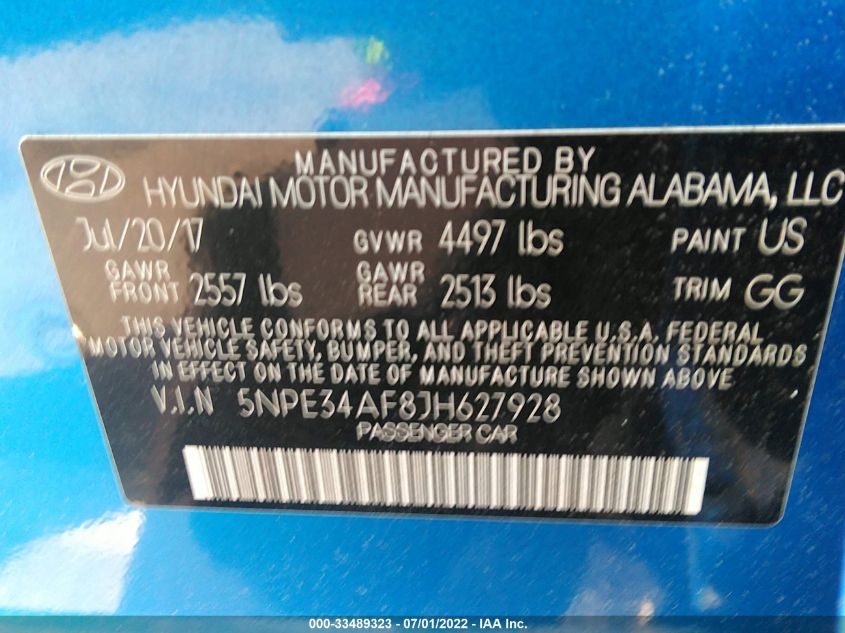 MANUFACTURED BY
HYUNDAI MOTOR MANUFACTURING ALABAMA, LLC
Jul/20/17 GVWR 4497 lbs PAINT US
GAWR FRONT 2557 lbs GAWR REAR 2513 lbs TRIM GG
THIS VEHICLE CONFORMS TO ALL APPLICABLE U.S.A. FEDERAL
MOTOR VEHICLE SAFETY, BUMPER, AND THEFT PREVENTION STANDARDS
IN EFFECT ON THE DATE OF MANUFACTURE SHOWN ABOVE.
V.I.N 5NPE34AF8JH627928
PASSENGER CAR
000-33489323 - 07/01/2022 - IAA Inc.